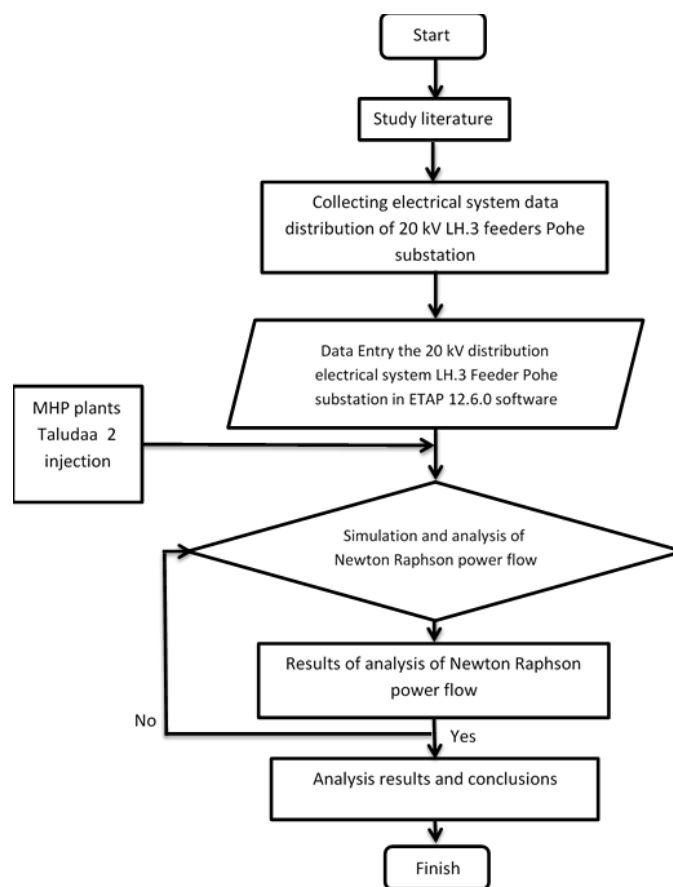 Start
Study literature
Collecting electrical system data
distribution of 20 kV LH.3 feeders Pohe
substation
Data Entry the 20 kV distribution
electrical system LH.3 Feeder Pohe
substation in ETAP 12.6.0 software
MHP plants
Taludaa 2
injection
Simulation and analysis of
Newton Raphson power flow
Results of analysis of Newton Raphson
power flow
No
Yes
Analysis results and conclusions
Finish